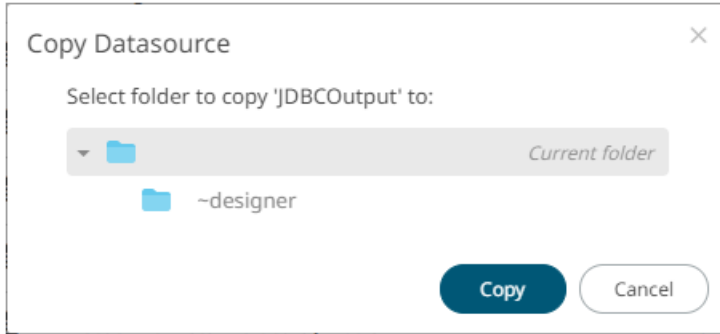 Copy Datasource
Select folder to copy 'JDBCOutput' to:
Current folder
~designer
Copy
Cancel